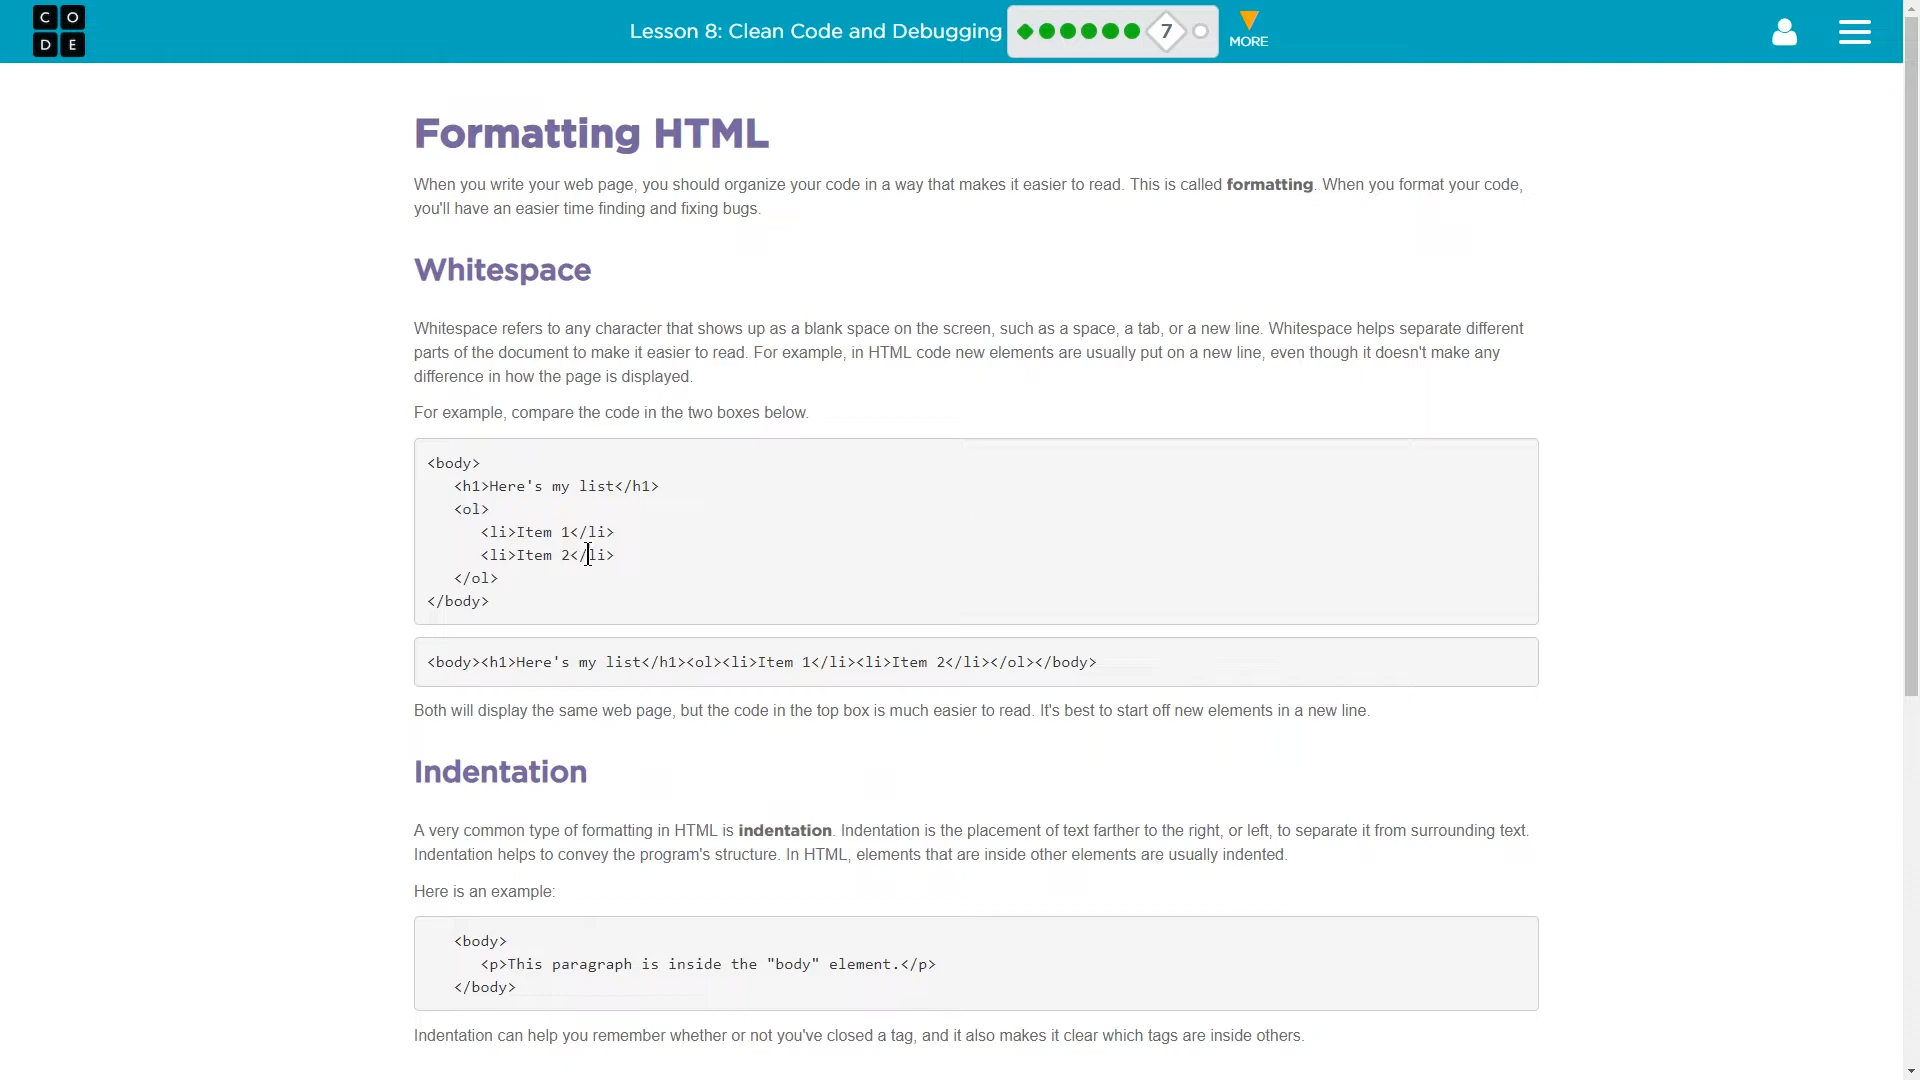 C O
D E
Lesson 8: Clean Code and Debugging
7
MORE
Formatting HTML
When you write your web page, you should organize your code in a way that makes it easier to read. This is called formatting. When you format your code,
you'll have an easier time finding and fixing bugs.
Whitespace
Whitespace refers to any character that shows up as a blank space on the screen, such as a space, a tab, or a new line. Whitespace helps separate different
parts of the document to make it easier to read. For example, in HTML code new elements are usually put on a new line, even though it doesn't make any
difference in how the page is displayed.
For example, compare the code in the two boxes below.
<body>
   <h1>Here's my list</h1>
   <ol>
      <li>Item 1</li>
      <li>Item 2</li>
   </ol>
</body>
<body><h1>Here's my list</h1><ol><li>Item 1</li><li>Item 2</li></ol></body>
Both will display the same web page, but the code in the top box is much easier to read. It's best to start off new elements in a new line.
Indentation
A very common type of formatting in HTML is indentation. Indentation is the placement of text farther to the right, or left, to separate it from surrounding text.
Indentation helps to convey the program's structure. In HTML, elements that are inside other elements are usually indented.
Here is an example:
   <body>
      <p>This paragraph is inside the "body" element.</p>
   </body>
Indentation can help you remember whether or not you've closed a tag, and it also makes it clear which tags are inside others.